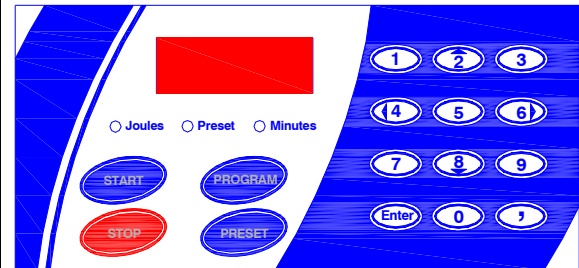 1 2 3
4 5 6
Joules Preset Minutes
7 8 9
START PROGRAM
Enter 0 ,
STOP PRESET